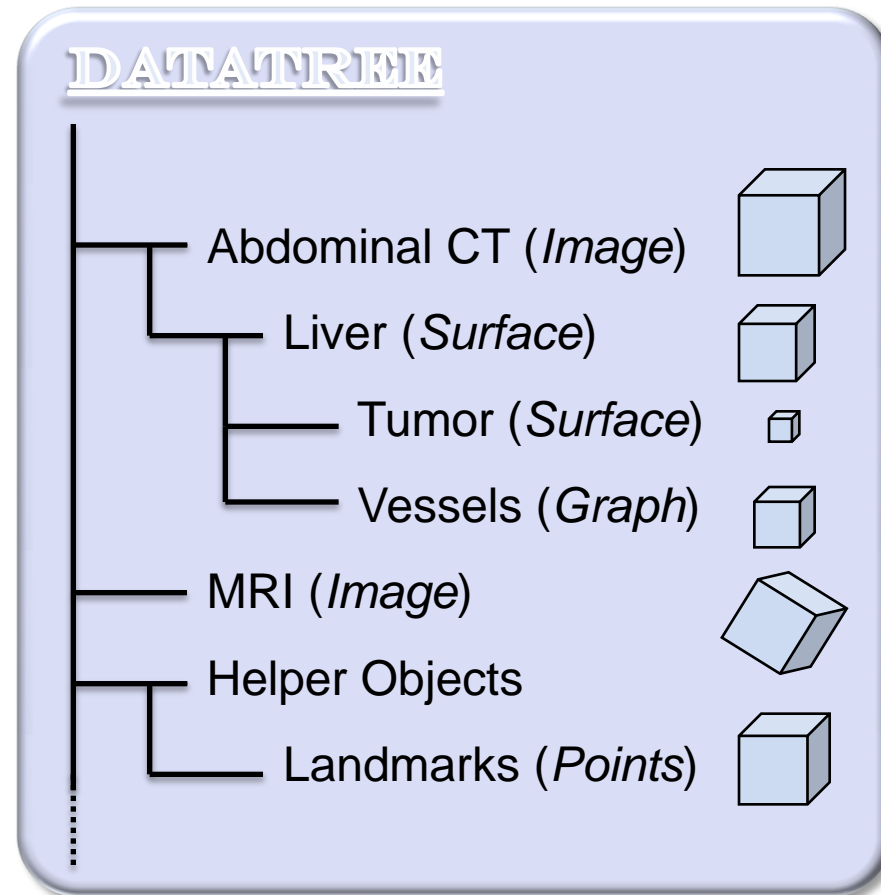 DATATREE
Abdominal CT (Image)
Liver (Surface)
Tumor (Surface)
Vessels (Graph)
MRI (Image)
Helper Objects
Landmarks (Points)